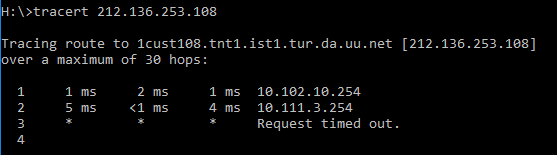 H:\>tracert 212.136.253.108
Tracing route to 1cust108.tnt1.ist1.tur.da.uu.net [212.136.253.108]
over a maximum of 30 hops:
1 1 ms 2 ms 1 ms 10.102.10.254
2 5 ms <1 ms 4 ms 10.111.3.254
3 * * * Request timed out.
4